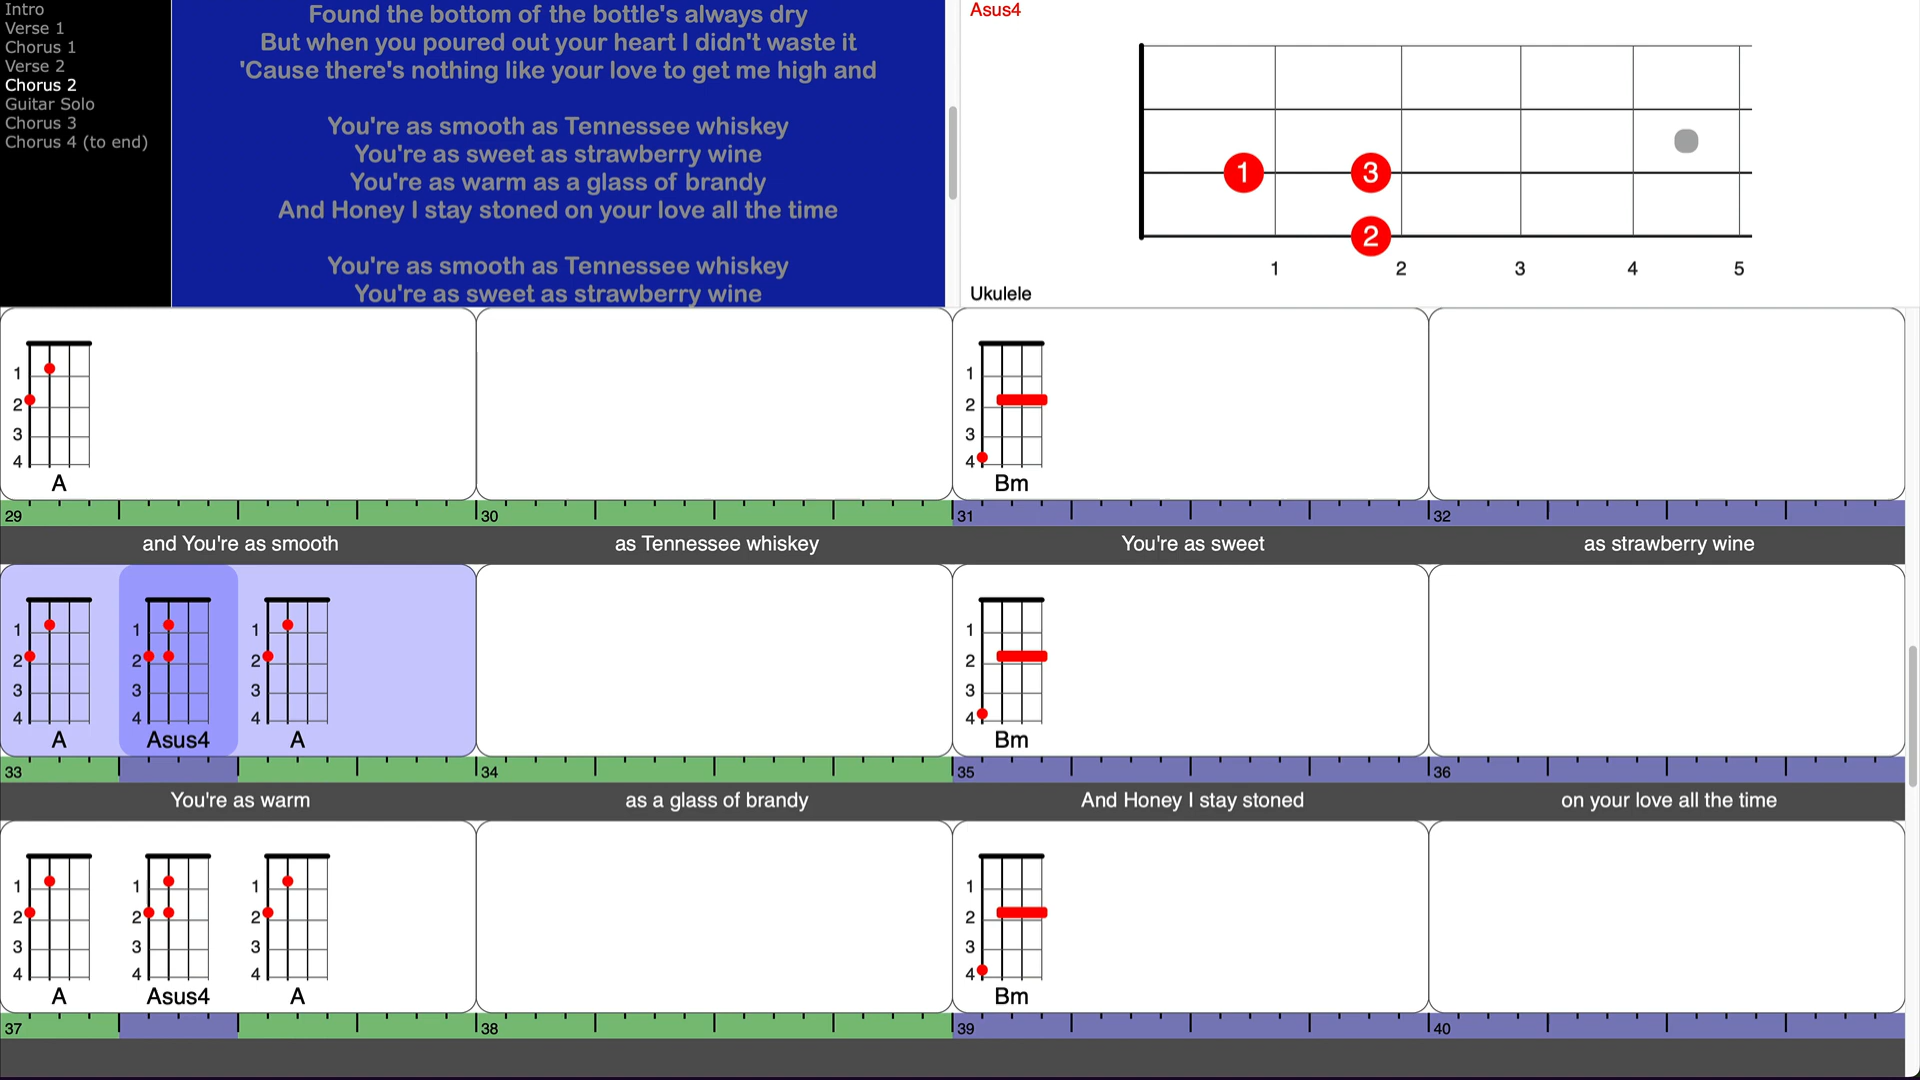 Intro
Verse 1
Chorus 1
Verse 2
Chorus 2
Guitar Solo
Chorus 3
Chorus 4 (to end)
Found the bottom of the bottle's always dry
But when you poured out your heart I didn't waste it
'Cause there's nothing like your love to get me high and
You're as smooth as Tennessee whiskey
You're as sweet as strawberry wine
You're as warm as a glass of brandy
And Honey I stay stoned on your love all the time
You're as smooth as Tennessee whiskey
You're as sweet as strawberry wine
Asus4
1 3
2
1 2 3 4 5
Ukulele
1 1
2 2
3 3
4 4
A Bm
29 30 31 32
and You're as smooth as Tennessee whiskey You're as sweet as strawberry wine
1 1 1 1
2 2 2 2
3 3 3 3
4 4 4 4
A Asus4 A Bm
33 34 35 36
You're as warm as a glass of brandy And Honey I stay stoned on your love all the time
1 1 1 1
2 2 2 2
3 3 3 3
4 4 4 4
A Asus4 A Bm
37 38 39 40